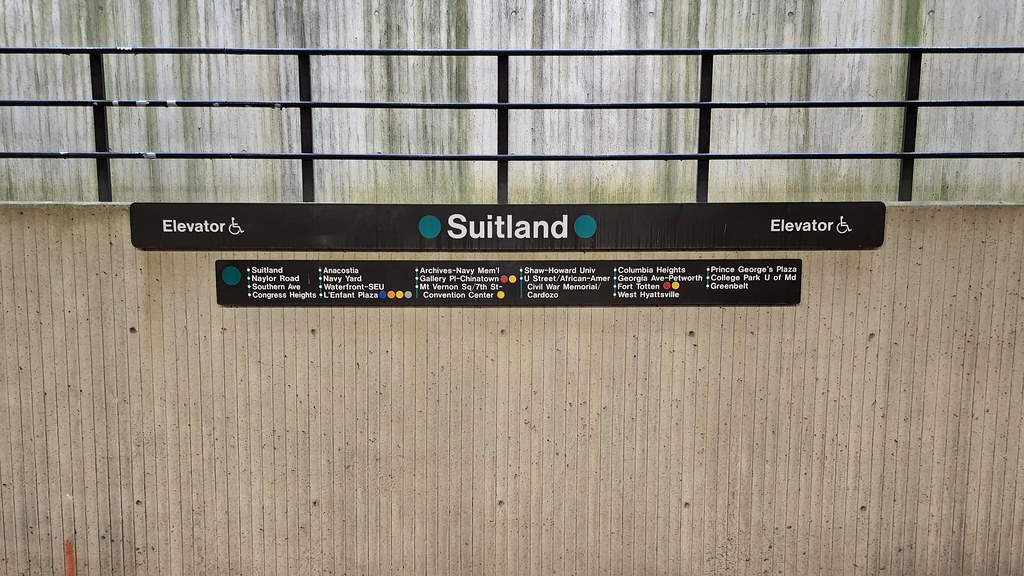 Elevator Suitland Elevator
Suitland
Naylor Road
Southern Ave
Congress Heights
Anacostia
Navy Yard
Waterfront-SEU
L'Enfant Plaza
Archives-Navy Mem'l
Gallery Pl-Chinatown
Mt Vernon Sq/7th St-
Convention Center
Shaw-Howard Univ
U Street/African-Amer
Civil War Memorial/
Cardozo
Columbia Heights
Georgia Ave-Petworth
Fort Totten
West Hyattsville
Prince George's Plaza
College Park U of Md
Greenbelt